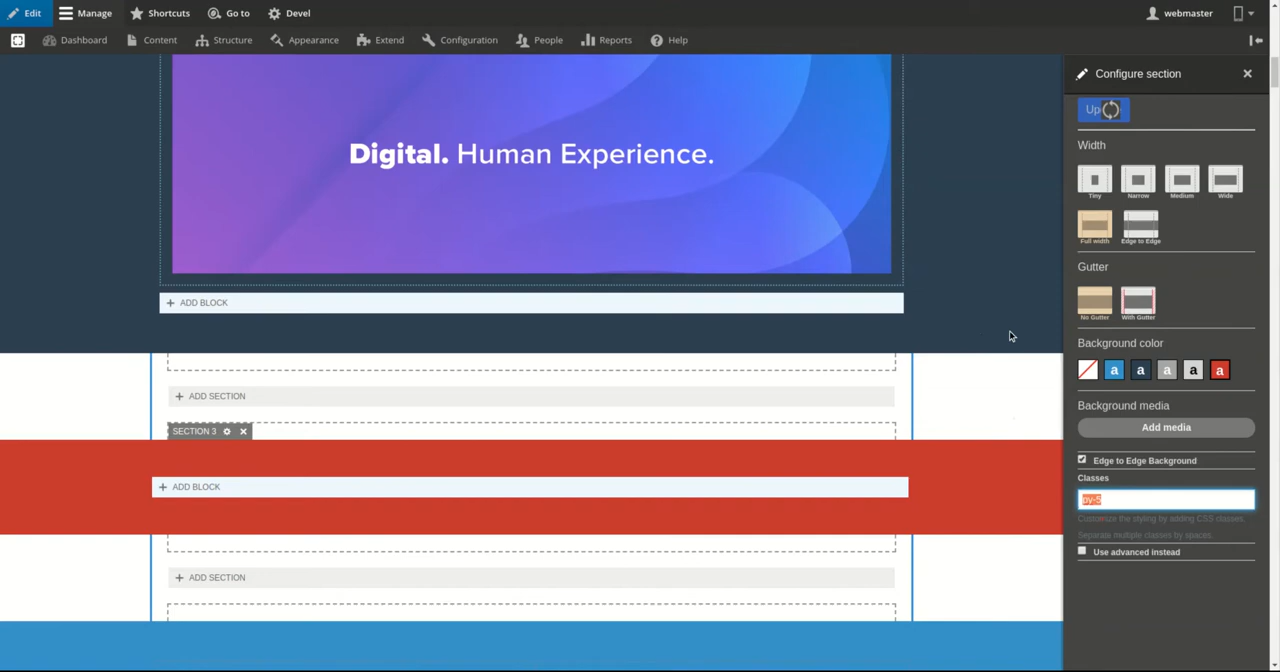 Edit Manage Shortcuts Go to Devel webmaster
Dashboard Content Structure Appearance Extend Configuration People Reports Help
Configure section
Up
Digital. Human Experience.
Width
Tiny Narrow Medium Wide
Full width Edge to Edge
Gutter
No Gutter With Gutter
Background color
a a a a a
Background media
Add media
Edge to Edge Background
Classes
py-5
Customize the styling by adding CSS classes.
Separate multiple classes by spaces.
Use advanced instead
ADD BLOCK
ADD SECTION
SECTION 3
ADD BLOCK
ADD SECTION